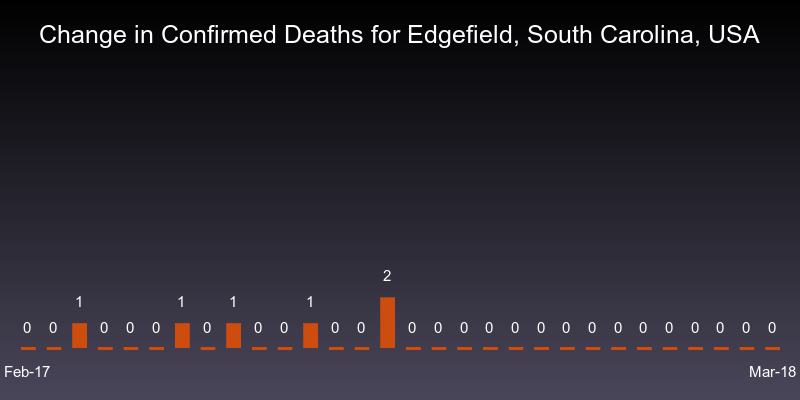 Change in Confirmed Deaths for Edgefield, South Carolina, USA
2
1 1 1 1
0 0 0 0 0 0 0 0 0 0 0 0 0 0 0 0 0 0 0 0 0 0 0 0 0
Feb-17 Mar-18